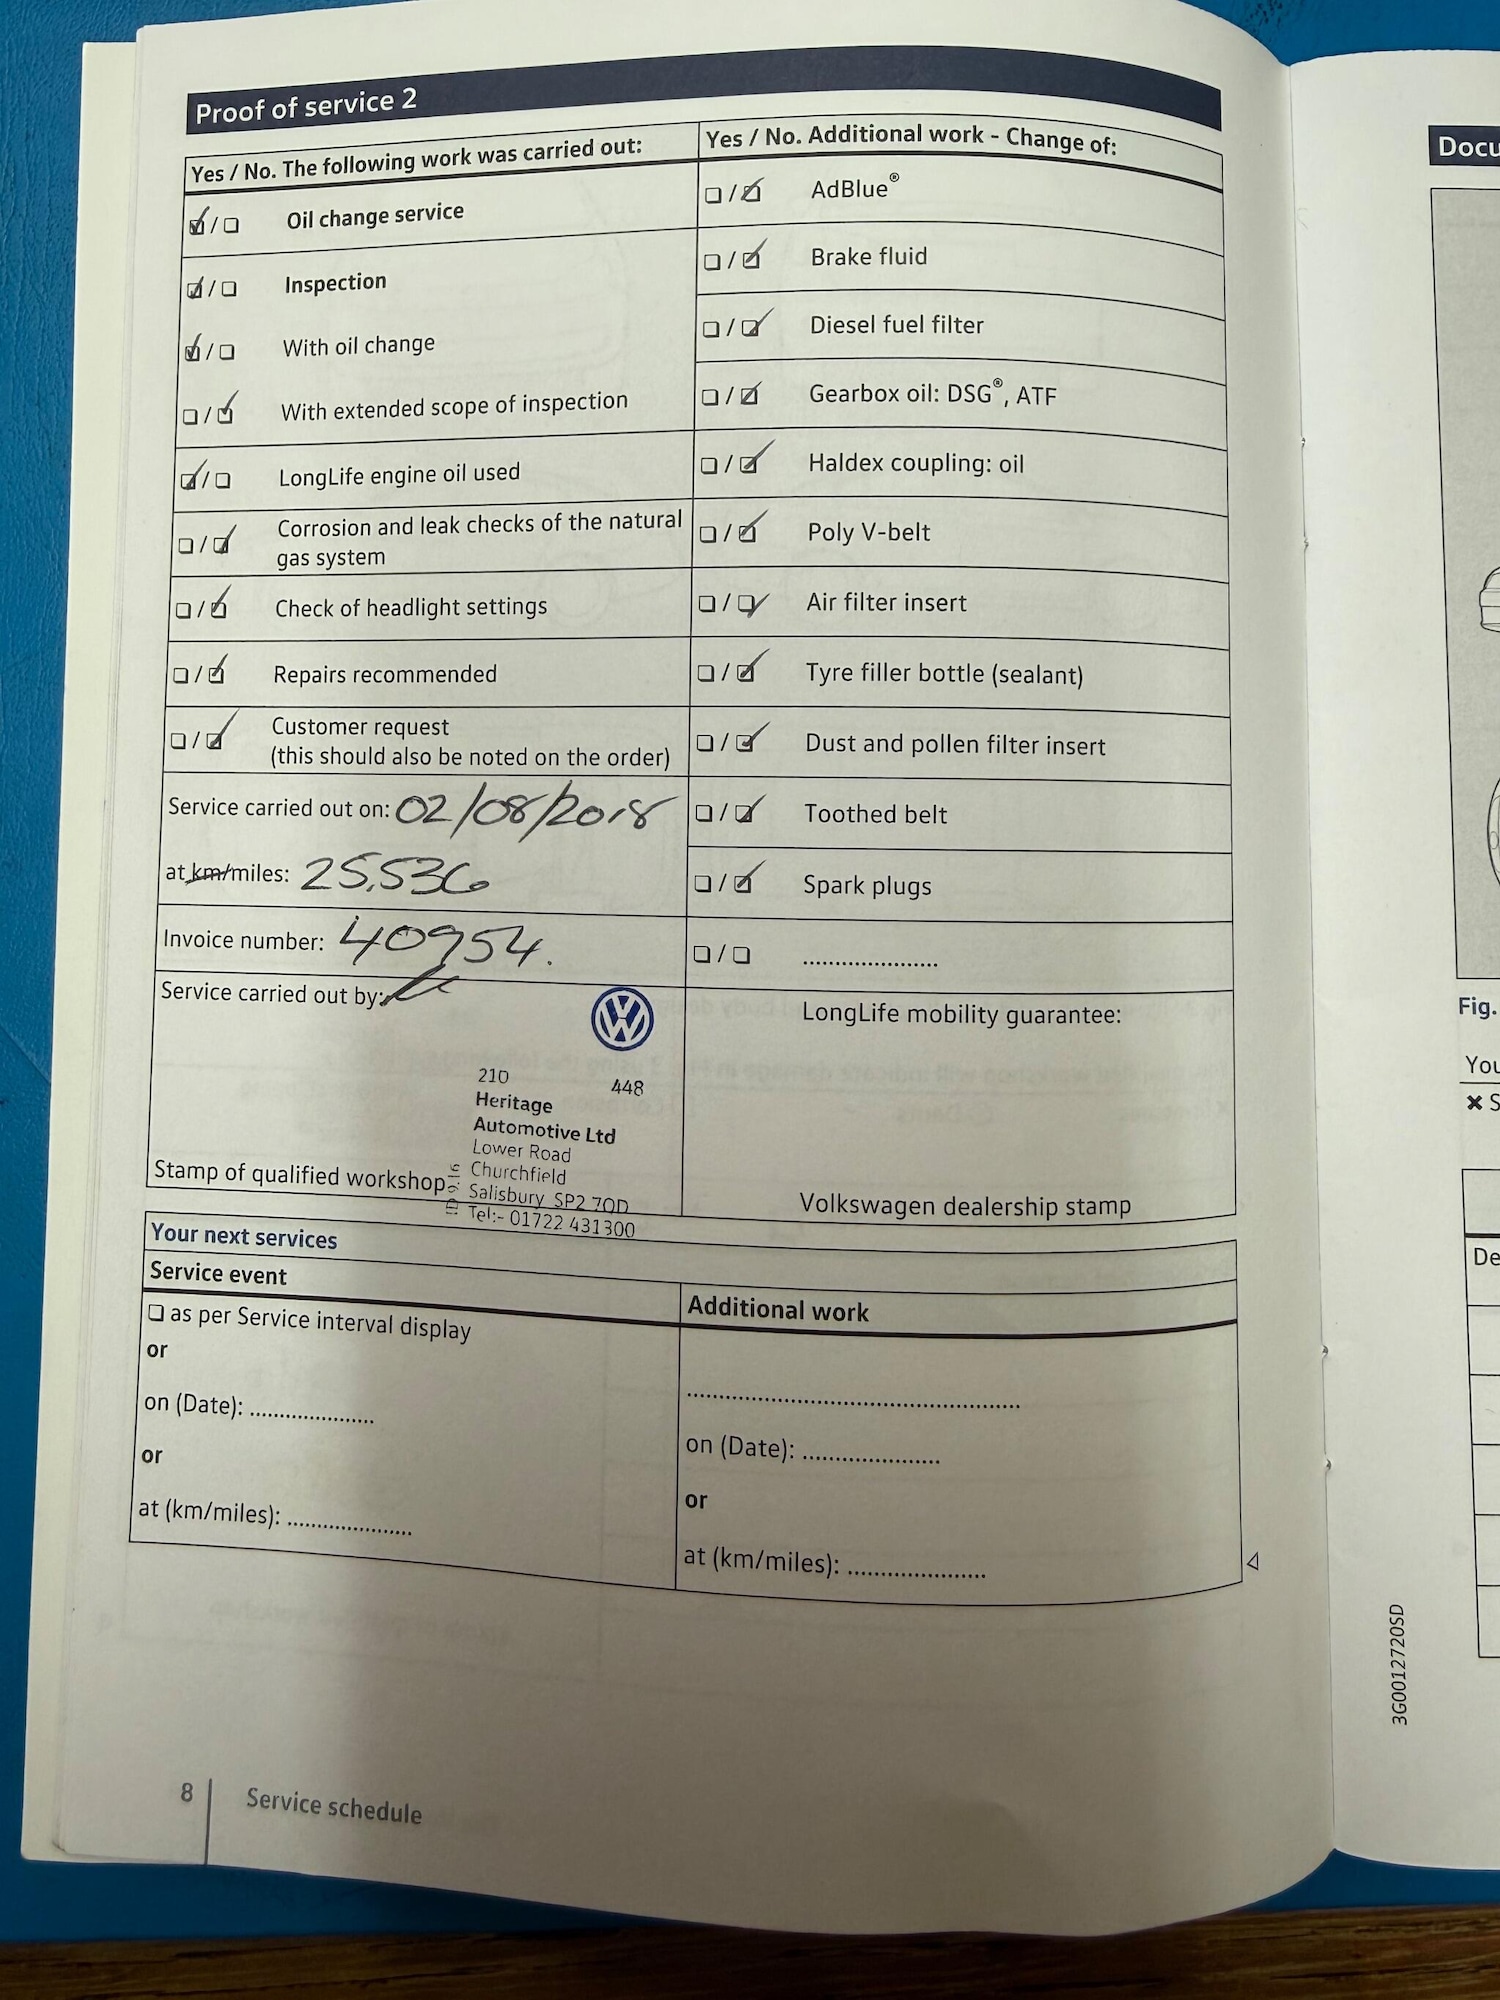 Proof of service 2
Yes / No. The following work was carried out:
☑ / ❏ Oil change service
☑ / ❏ Inspection
☑ / ❏ With oil change
❏ / ☑ With extended scope of inspection
☑ / ❏ LongLife engine oil used
❏ / ☑ Corrosion and leak checks of the natural
gas system
❏ / ☑ Check of headlight settings
❏ / ☑ Repairs recommended
❏ / ☑ Customer request
(this should also be noted on the order)
Service carried out on: 02/08/2018
at km/miles: 25,536
Invoice number: 40954.
Service carried out by:
210 448
Heritage
Automotive Ltd
Lower Road
Churchfield
Salisbury SP2 7QD
Tel:- 01722 431300
Stamp of qualified workshop
Yes / No. Additional work - Change of:
❏ / ☑ AdBlue®
❏ / ☑ Brake fluid
❏ / ☑ Diesel fuel filter
❏ / ☑ Gearbox oil: DSG®, ATF
❏ / ☑ Haldex coupling: oil
❏ / ☑ Poly V-belt
❏ / ☑ Air filter insert
❏ / ☑ Tyre filler bottle (sealant)
❏ / ☑ Dust and pollen filter insert
❏ / ☑ Toothed belt
❏ / ☑ Spark plugs
❏ / ❏ .....................
LongLife mobility guarantee:
Volkswagen dealership stamp
Your next services
Service event
❏ as per Service interval display
or
on (Date): ...................
or
at (km/miles): ...................
Additional work
..................................................
on (Date): .....................
or
at (km/miles): .....................
8 Service schedule
Docu
Fig.
You
✖ S
De
3G0012720SD